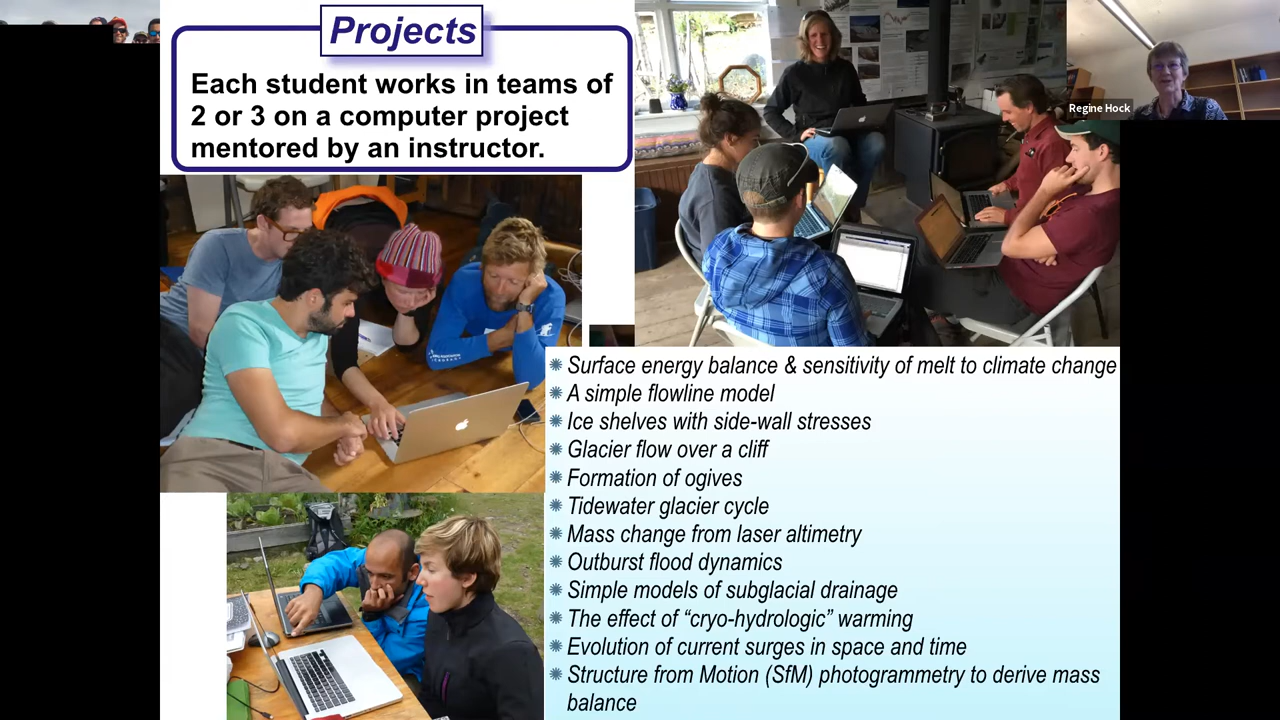 Projects
Each student works in teams of
2 or 3 on a computer project
mentored by an instructor.
Regine Hock
Surface energy balance & sensitivity of melt to climate change
A simple flowline model
Ice shelves with side-wall stresses
Glacier flow over a cliff
Formation of ogives
Tidewater glacier cycle
Mass change from laser altimetry
Outburst flood dynamics
Simple models of subglacial drainage
The effect of “cryo-hydrologic” warming
Evolution of current surges in space and time
Structure from Motion (SfM) photogrammetry to derive mass
balance